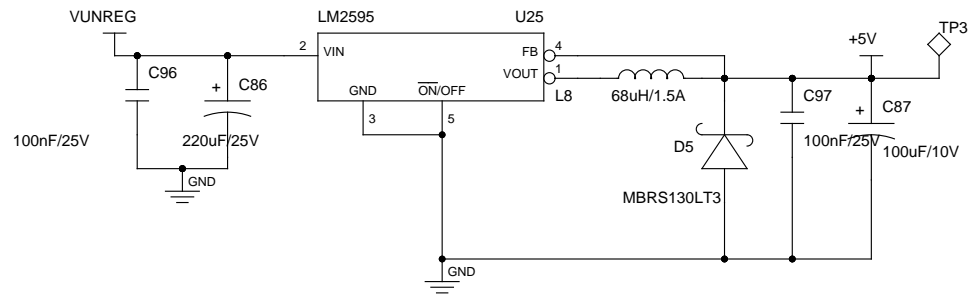 VUNREG
LM2595
U25
TP3
+5V
2
VIN
FB
4
VOUT
1
C96
+
C86
GND
ON/OFF
3
5
L8
68uH/1.5A
C97
+
C87
100nF/25V
220uF/25V
D5
100nF/25V
100uF/10V
GND
MBRS130LT3
GND